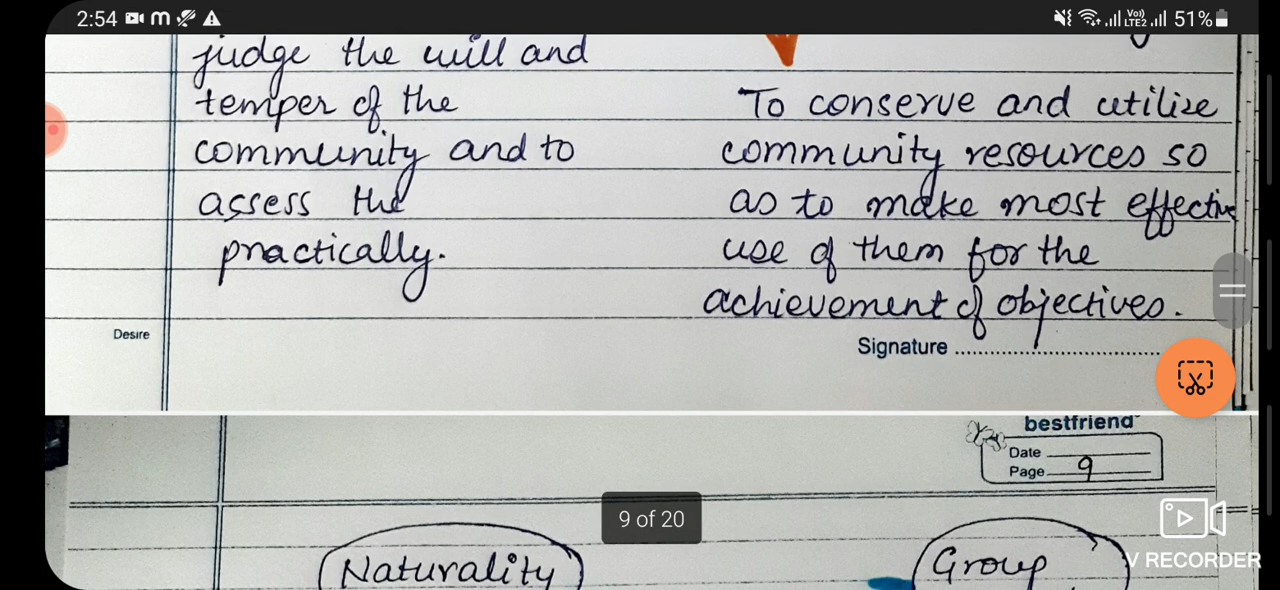 2:54
Vo))
LTE2
51%
judge the will and
temper of the
community and to
assess the
practically.
To conserve and utilize
community resources so
as to make most effective
use of them for the
achievement of objectives.
Desire
Signature
bestfriend
Date
Page 9
9 of 20
Naturality
Group
V RECORDER